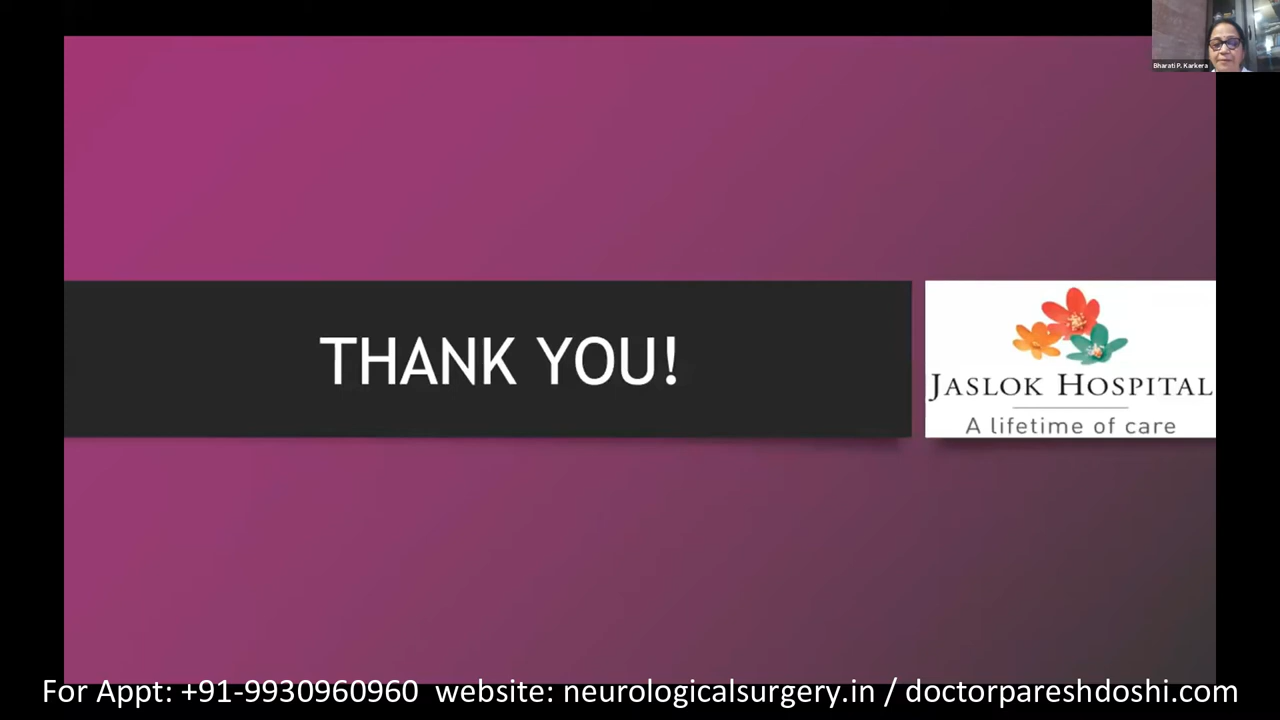 Bharati P. Karkera
THANK YOU!
JASLOK HOSPITAL
A lifetime of care
For Appt: +91-9930960960 website: neurologicalsurgery.in / doctorpareshdoshi.com